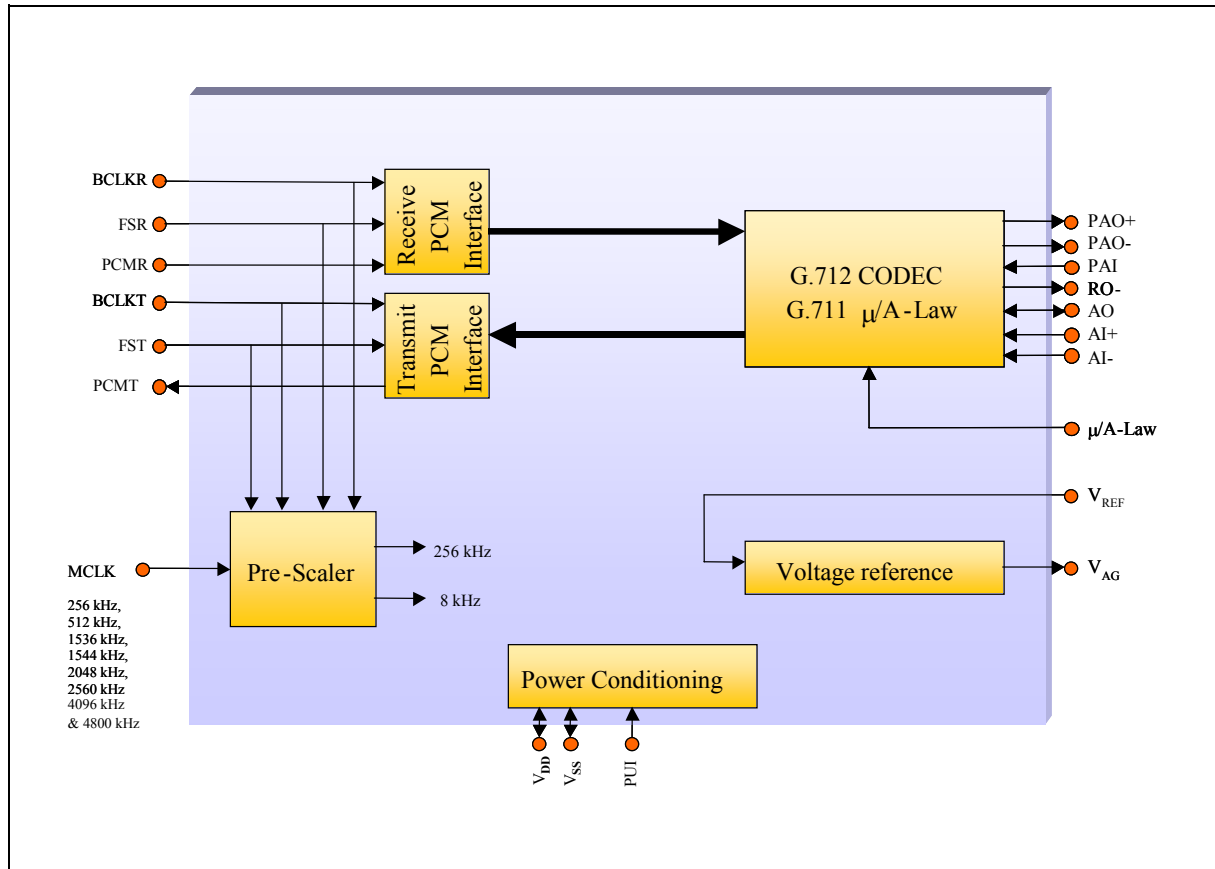 BCLKR
FSR
PCMR
BCLKT
FST
PCMT
Receive
PCM
Interface
Transmit
PCM
Interface
G.712 CODEC
G.711 μ/A-Law
PAO+
PAO-
PAI
RO-
AO
AI+
AI-
μ/A-Law
VREF
VAG
Voltage reference
MCLK
256 kHz,
512 kHz,
1536 kHz,
1544 kHz,
2048 kHz,
2560 kHz
4096 kHz
& 4800 kHz
Pre-Scaler
256 kHz
8 kHz
Power Conditioning
VDD
VSS
PUI